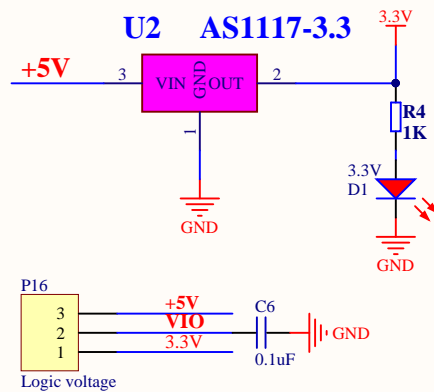 U2 AS1117-3.3
3.3V
+5V
3
VIN
GND
OUT
2
1
R4
1K
3.3V
D1
GND
GND
P16
3
+5V
2
VIO
1
3.3V
C6
0.1uF
GND
Logic voltage